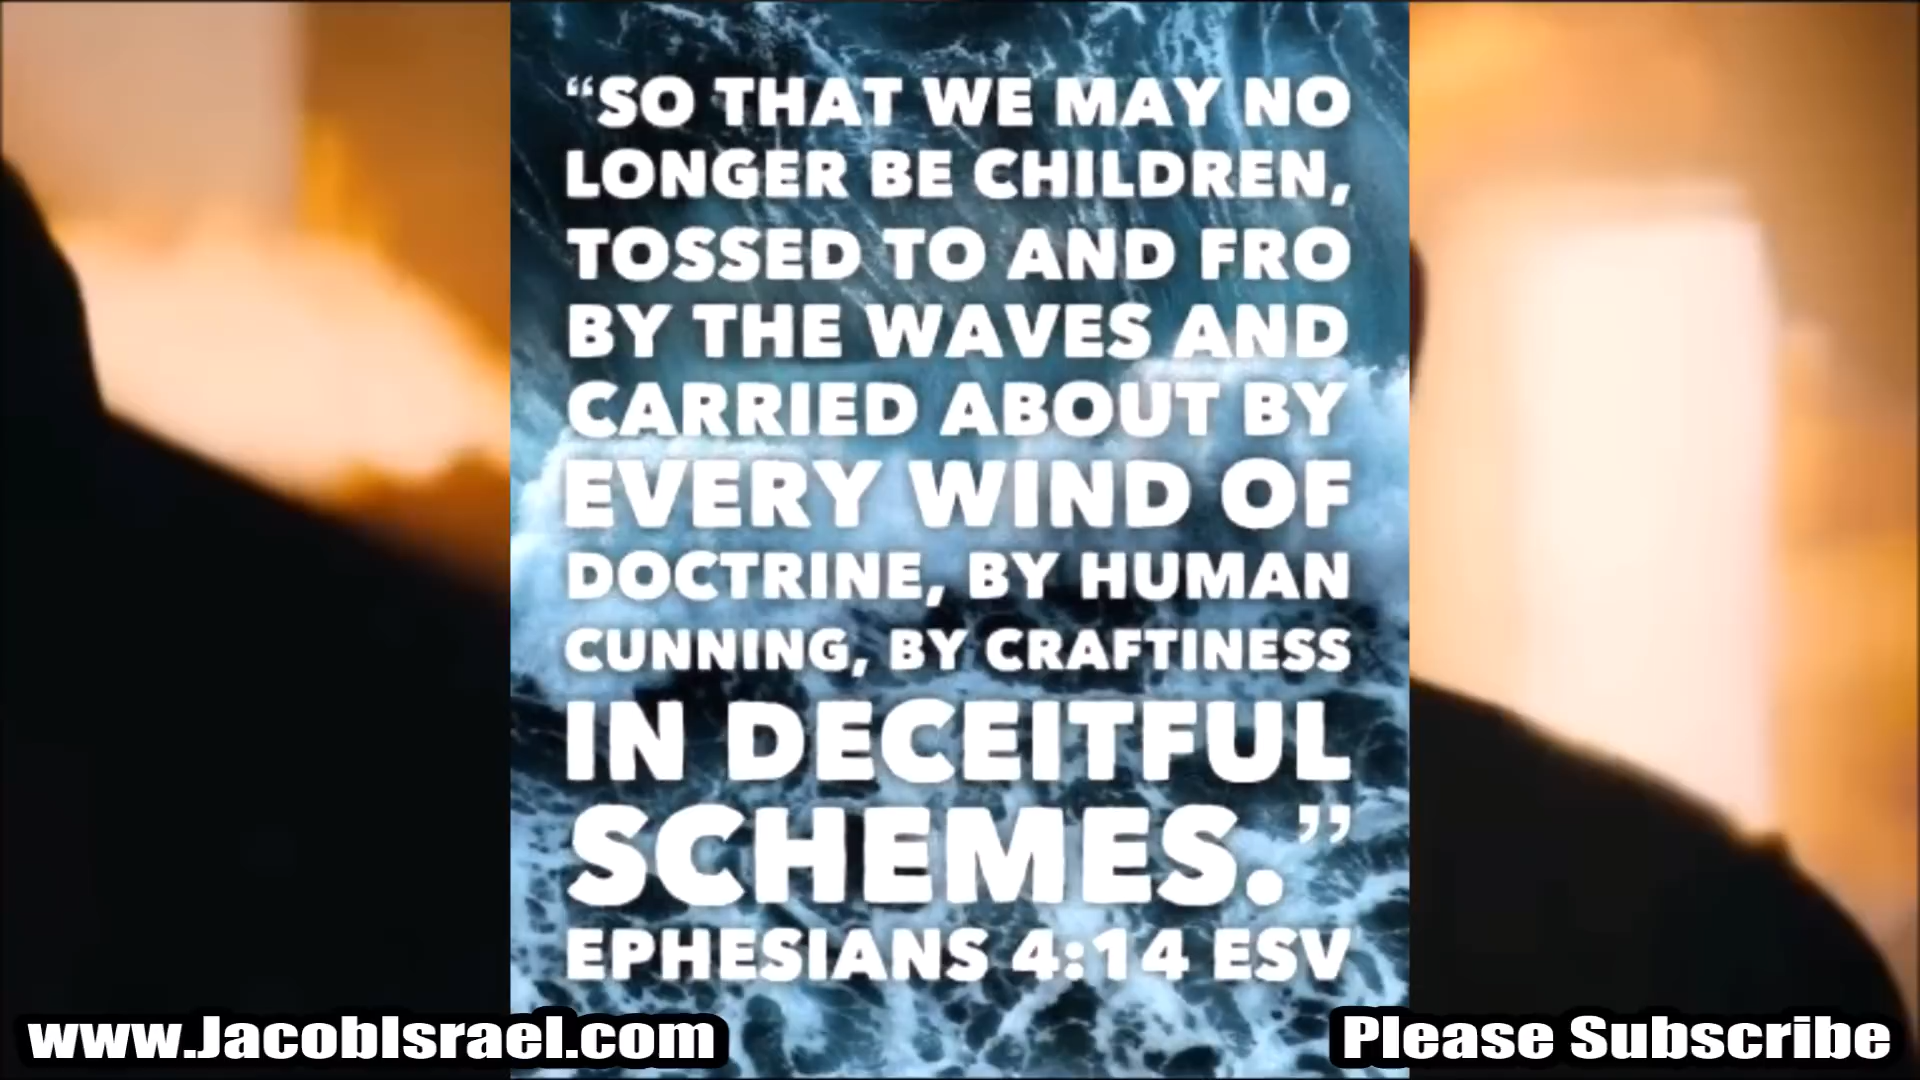 “SO THAT WE MAY NO
LONGER BE CHILDREN,
TOSSED TO AND FRO
BY THE WAVES AND
CARRIED ABOUT BY
EVERY WIND OF
DOCTRINE, BY HUMAN
CUNNING, BY CRAFTINESS
IN DECEITFUL
SCHEMES.”
EPHESIANS 4:14 ESV
www.JacobIsrael.com
Please Subscribe